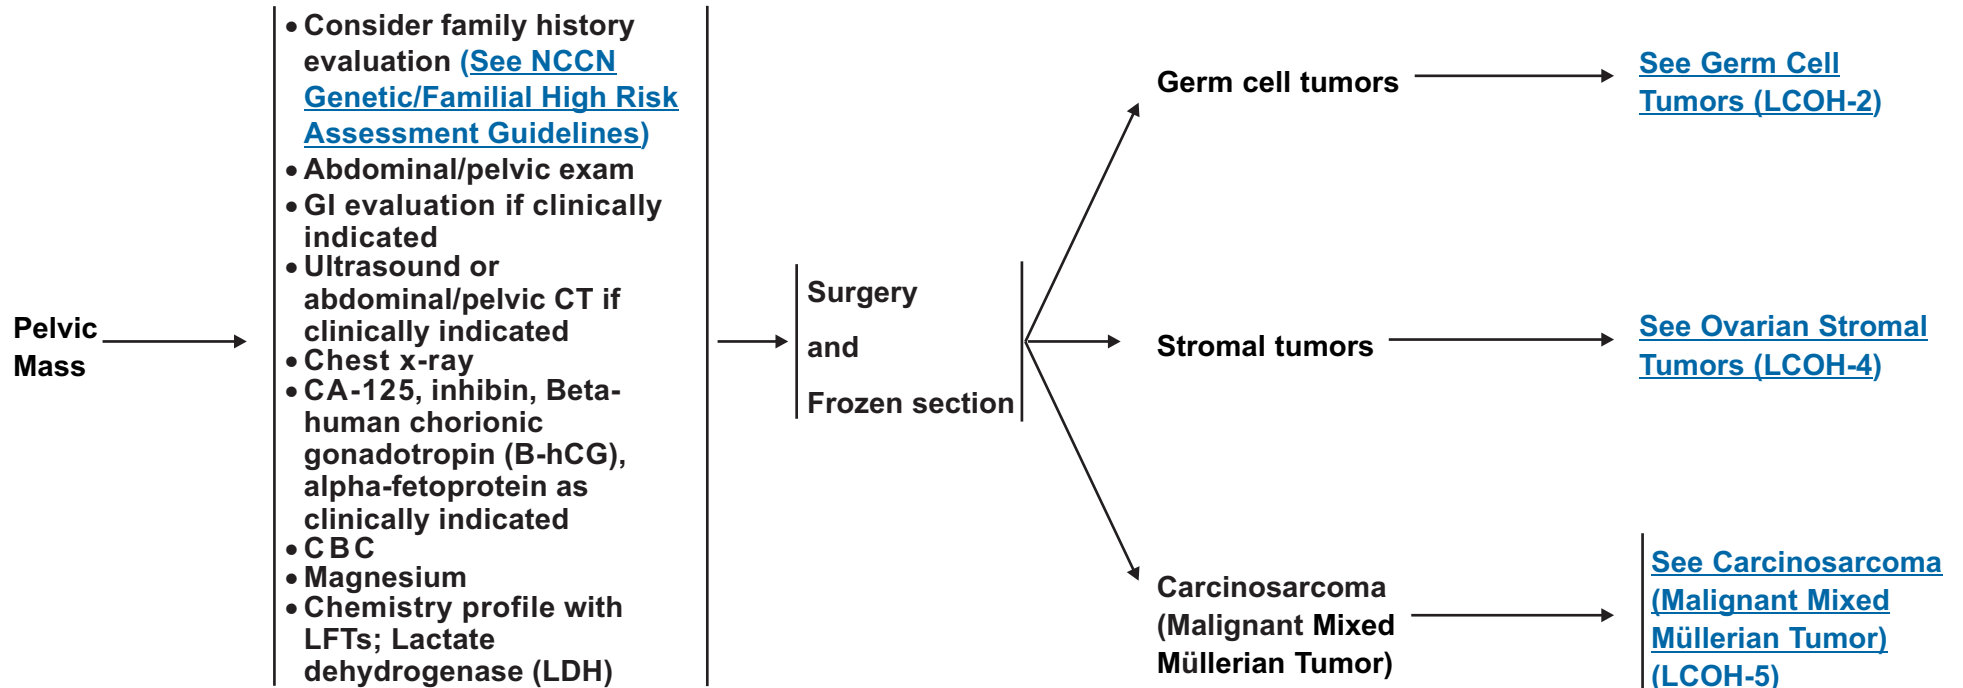 Pelvic
Mass
• Consider family history
evaluation (See NCCN
Genetic/Familial High Risk
Assessment Guidelines)
• Abdominal/pelvic exam
• GI evaluation if clinically
indicated
• Ultrasound or
abdominal/pelvic CT if
clinically indicated
• Chest x-ray
• CA-125, inhibin, Beta-
human chorionic
gonadotropin (B-hCG),
alpha-fetoprotein as
clinically indicated
• CBC
• Magnesium
• Chemistry profile with
LFTs; Lactate
dehydrogenase (LDH)
Surgery
and
Frozen section
Germ cell tumors
See Germ Cell
Tumors (LCOH-2)
Stromal tumors
See Ovarian Stromal
Tumors (LCOH-4)
Carcinosarcoma
(Malignant Mixed
Müllerian Tumor)
See Carcinosarcoma
(Malignant Mixed
Müllerian Tumor)
(LCOH-5)